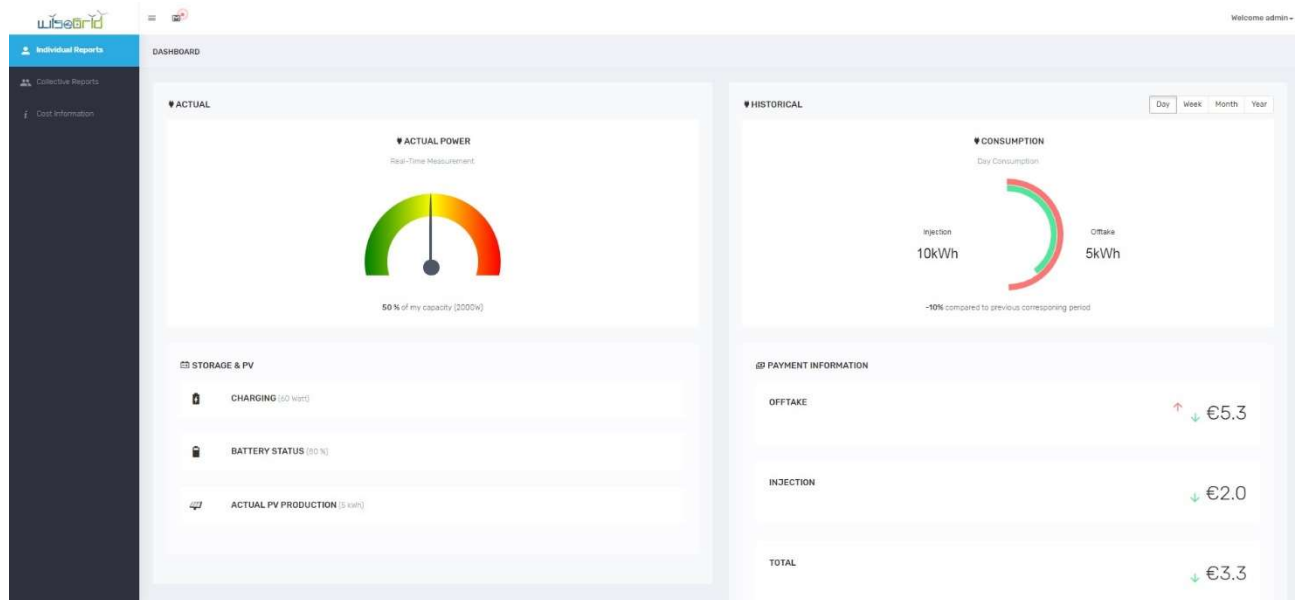 wiseGrid
Welcome admin
Individual Reports
Collective Reports
Cost Information
DASHBOARD
ACTUAL
ACTUAL POWER
Real-Time Measurement
50 % of my capacity (2000W)
STORAGE & PV
CHARGING (60 Watt)
BATTERY STATUS (80 %)
ACTUAL PV PRODUCTION (5 kWh)
HISTORICAL
Day Week Month Year
CONSUMPTION
Day Consumption
Injection
10kWh
Offtake
5kWh
-10% compared to previous corresponing period
PAYMENT INFORMATION
OFFTAKE
€5.3
INJECTION
€2.0
TOTAL
€3.3